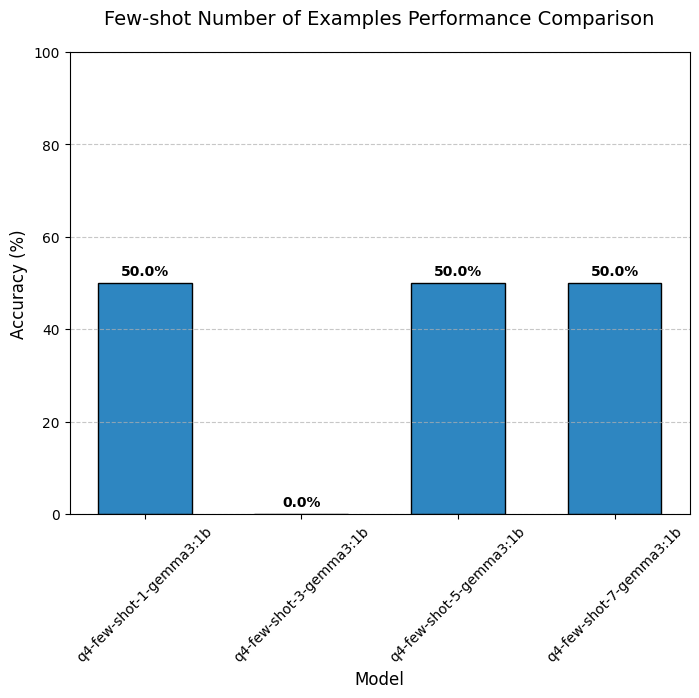 Few-shot Number of Examples Performance Comparison
Accuracy (%)
100
80
60
40
20
0
50.0%
0.0%
50.0%
50.0%
q4-few-shot-1-gemma3:1b
q4-few-shot-3-gemma3:1b
q4-few-shot-5-gemma3:1b
q4-few-shot-7-gemma3:1b
Model